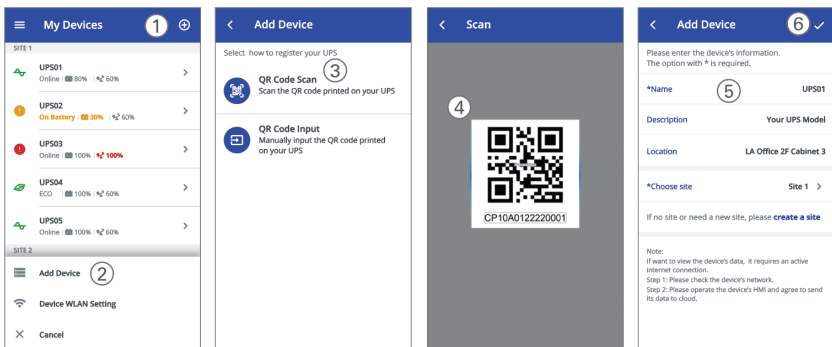 My Devices
1
SITE 1
UPS01
Online 80% 60%
UPS02
On Battery 30% 60%
UPS03
Online 100% 100%
UPS04
ECO 100% 60%
UPS05
Online 100% 60%
SITE 2
Add Device
2
Device WLAN Setting
Cancel
Add Device
Select how to register your UPS
3
QR Code Scan
Scan the QR code printed on your UPS
QR Code Input
Manually input the QR code printed
on your UPS
Scan
4
CP10A0122220001
Add Device
6
Please enter the device's information.
The option with * is required.
*Name UPS01
5
Description Your UPS Model
Location LA Office 2F Cabinet 3
*Choose site Site 1
If no site or need a new site, please create a site
Note:
If want to view the device's data, it requires an active
internet connection.
Step 1: Please check the device's network.
Step 2: Please operate the device's HMI and agree to send
its data to cloud.